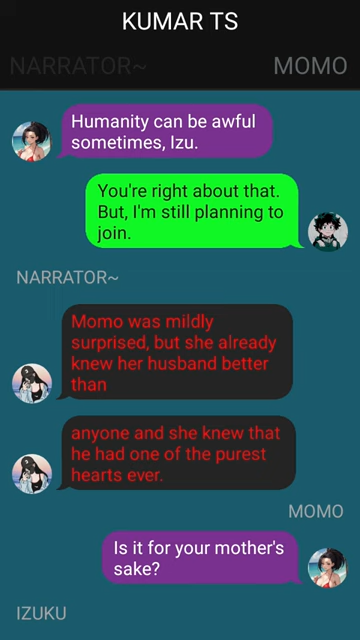 KUMAR TS
NARRATOR~
MOMO
Humanity can be awful
sometimes, Izu.
You're right about that.
But, I'm still planning to
join.
NARRATOR~
Momo was mildly
surprised, but she already
knew her husband better
than
anyone and she knew that
he had one of the purest
hearts ever.
MOMO
Is it for your mother's
sake?
IZUKU